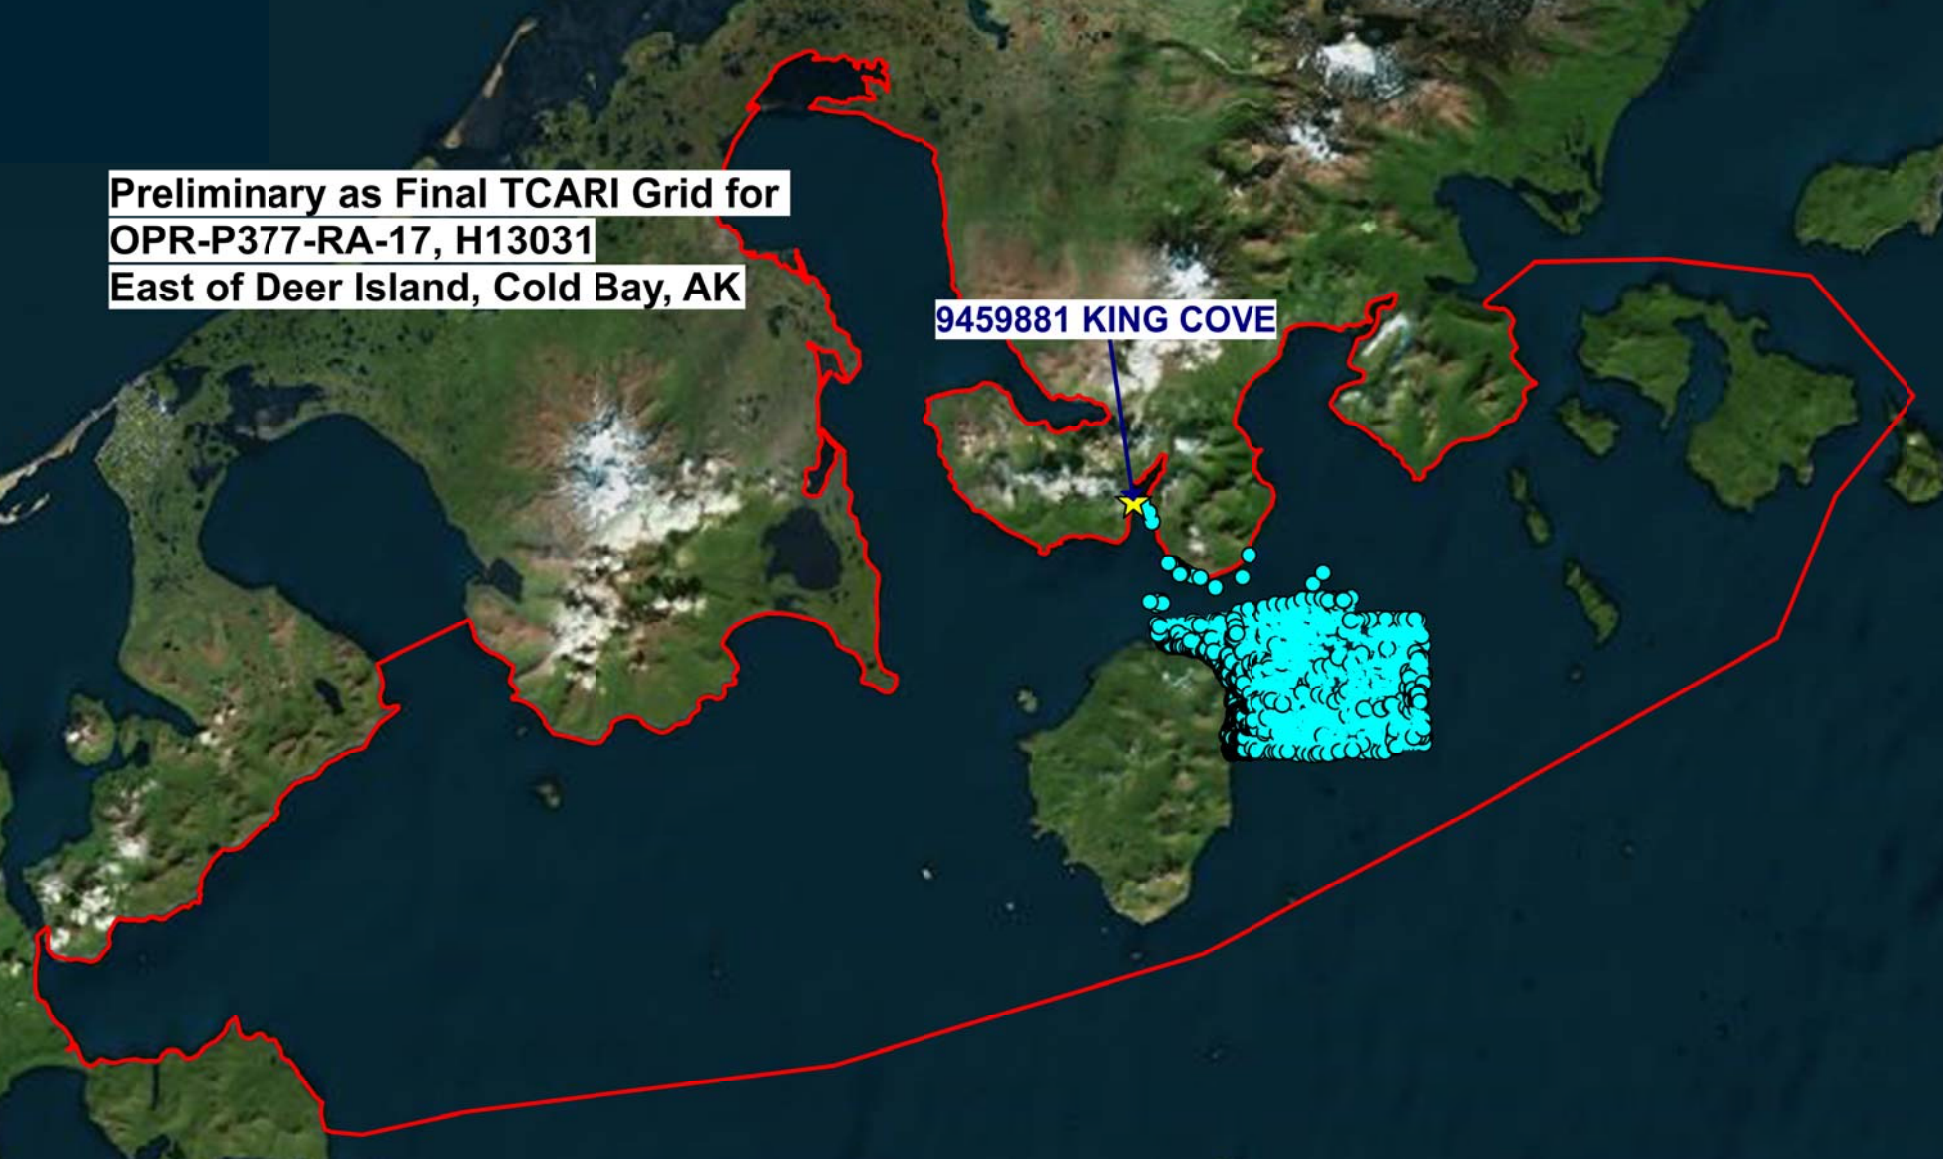 Preliminary as Final TCARI Grid for
OPR-P377-RA-17, H13031
East of Deer Island, Cold Bay, AK
9459881 KING COVE